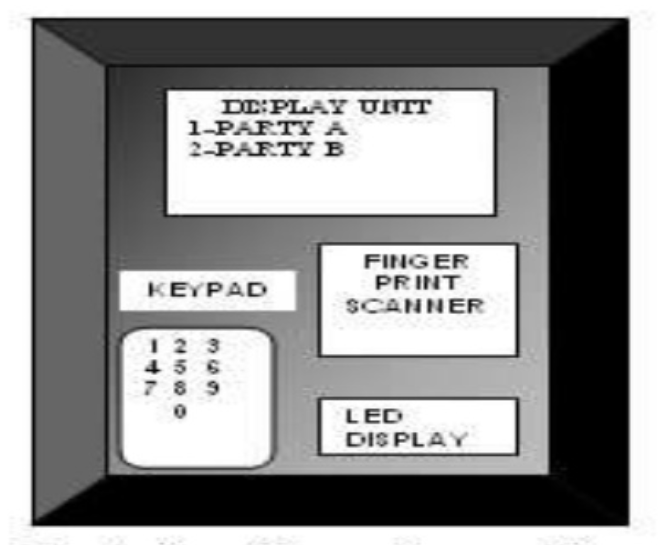 DISPLAY UNIT
1-PARTY A
2-PARTY B
FINGER
PRINT
SCANNER
KEYPAD
1 2 3
4 5 6
7 8 9
0
LED
DISPLAY